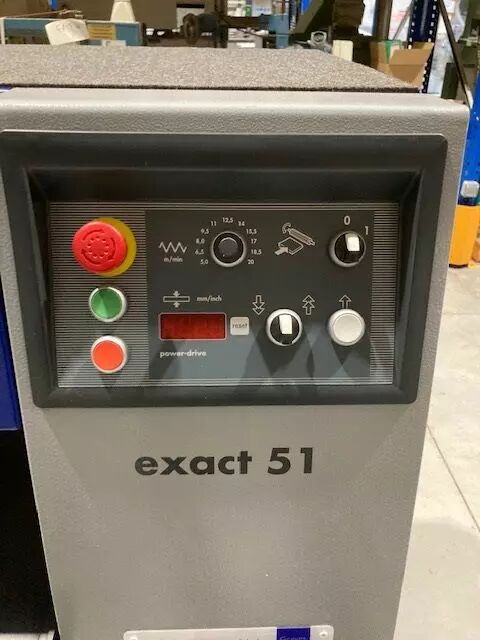 0
1
11 12,5 14
9,5 15,5
8,0 17
6,5 18,5
5,0 20
m/min
mm/inch
reset
power-drive
exact 51